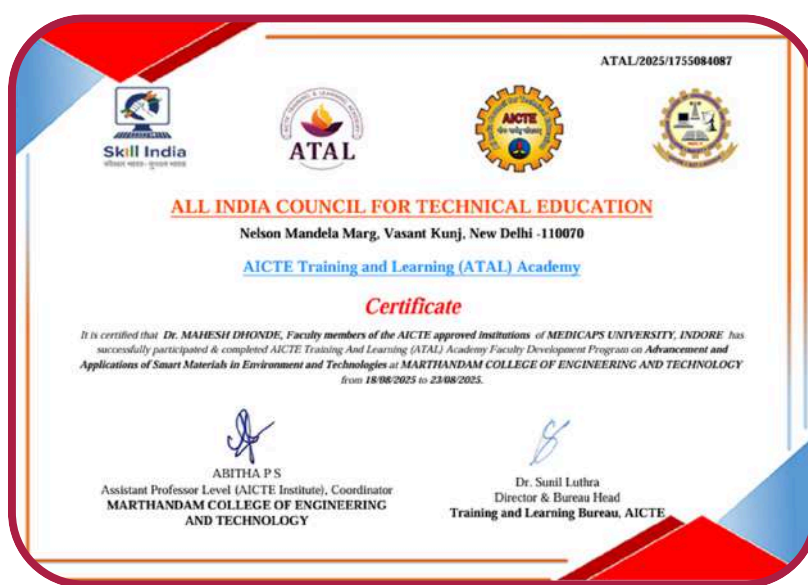 ATAL/2025/1755084087
Skill India
कौशल भारत - कुशल भारत
ATAL
AICTE
ALL INDIA COUNCIL FOR TECHNICAL EDUCATION
Nelson Mandela Marg, Vasant Kunj, New Delhi -110070
AICTE Training and Learning (ATAL) Academy
Certificate
It is certified that Dr. MAHESH DHONDE, Faculty members of the AICTE approved institutions of MEDICAPS UNIVERSITY, INDORE has
successfully participated & completed AICTE Training And Learning (ATAL) Academy Faculty Development Program on Advancement and
Applications of Smart Materials in Environment and Technologies at MARTHANDAM COLLEGE OF ENGINEERING AND TECHNOLOGY
from 18/08/2025 to 23/08/2025.
ABITHA P S
Assistant Professor Level (AICTE Institute), Coordinator
MARTHANDAM COLLEGE OF ENGINEERING
AND TECHNOLOGY
Dr. Sunil Luthra
Director & Bureau Head
Training and Learning Bureau, AICTE